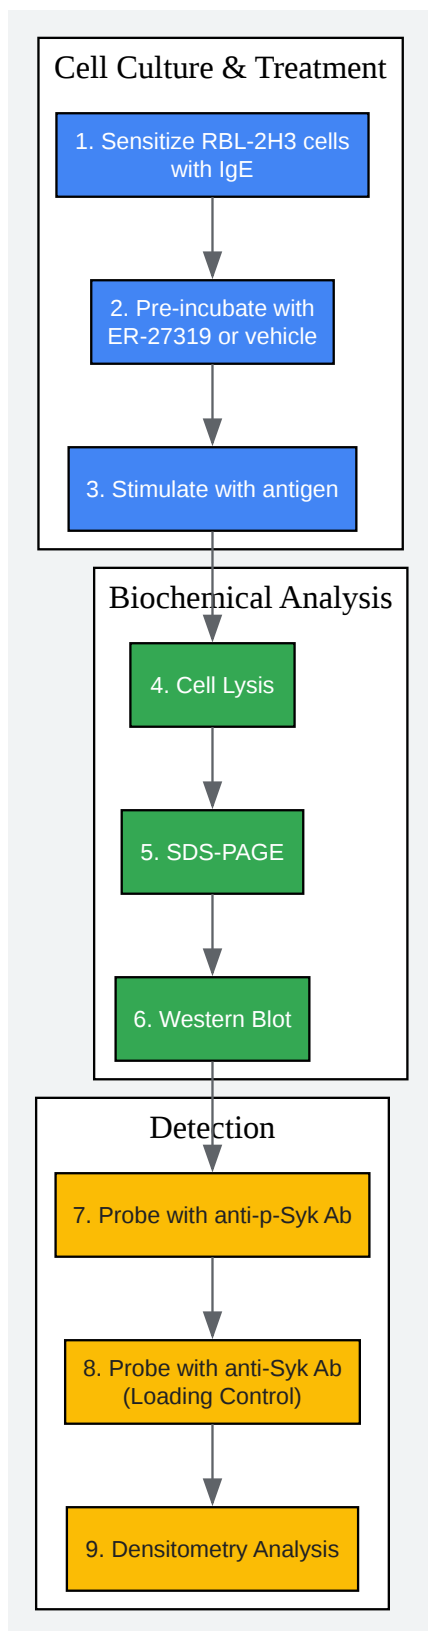 Cell Culture & Treatment
1. Sensitize RBL-2H3 cells
with IgE
2. Pre-incubate with
ER-27319 or vehicle
3. Stimulate with antigen
Biochemical Analysis
4. Cell Lysis
5. SDS-PAGE
6. Western Blot
Detection
7. Probe with anti-p-Syk Ab
8. Probe with anti-Syk Ab
(Loading Control)
9. Densitometry Analysis